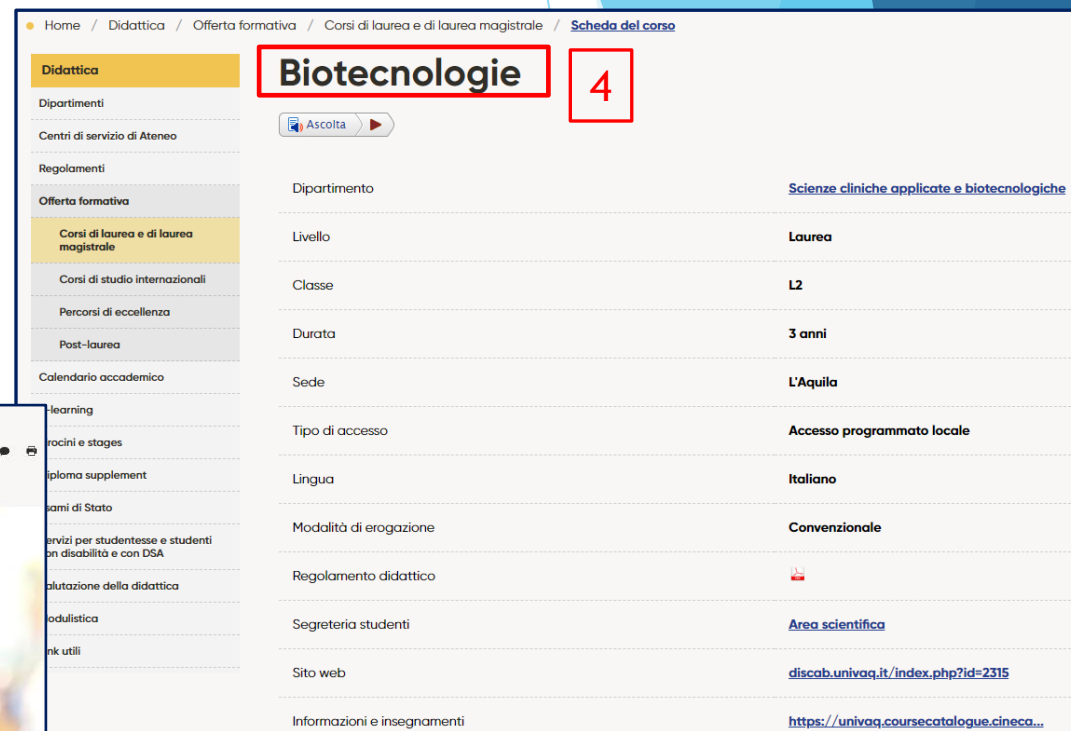 Home / Didattica / Offerta formativa / Corsi di laurea e di laurea magistrale / Scheda del corso
Didattica
Dipartimenti
Centri di servizio di Ateneo
Regolamenti
Offerta formativa
Corsi di laurea e di laurea
magistrale
Corsi di studio internazionali
Percorsi di eccellenza
Post-laurea
Calendario accademico
-learning
rocini e stages
iploma supplement
sami di Stato
ervizi per studentesse e studenti
on disabilità e con DSA
alutazione della didattica
odulistica
nk utili
Biotecnologie
4
Ascolta
Dipartimento Scienze cliniche applicate e biotecnologiche
Livello Laurea
Classe L2
Durata 3 anni
Sede L'Aquila
Tipo di accesso Accesso programmato locale
Lingua Italiano
Modalità di erogazione Convenzionale
Regolamento didattico
Segreteria studenti Area scientifica
Sito web discab.univaq.it/index.php?id=2315
Informazioni e insegnamenti https://univaq.coursecatalogue.cineca...